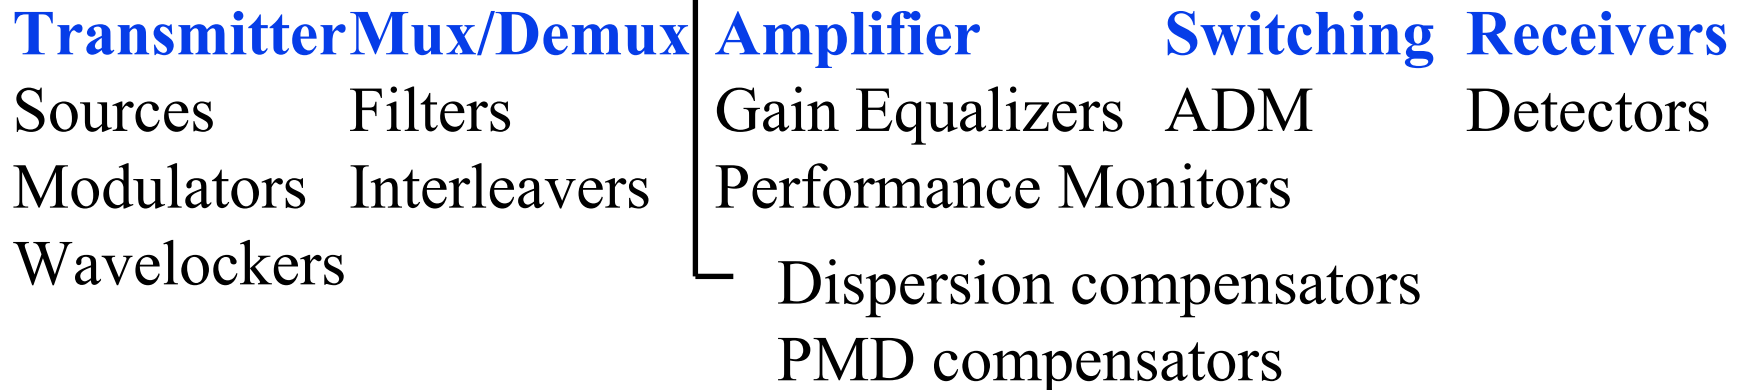 Transmitter Mux/Demux Amplifier Switching Receivers
Sources Filters Gain Equalizers ADM Detectors
Modulators Interleavers Performance Monitors
Wavelockers
Dispersion compensators
PMD compensators